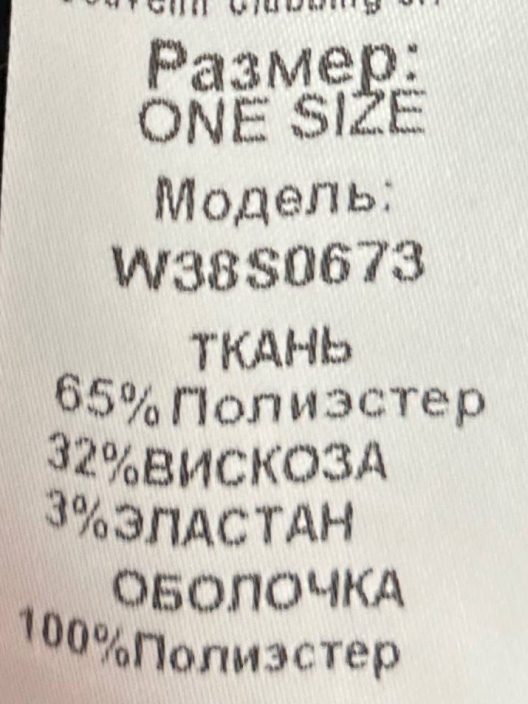 Размер:
ONE SIZE
Модель:
W38S0673
ТКАНЬ
65%Полиэстер
32%ВИСКОЗА
3%ЭЛАСТАН
ОБОЛОЧКА
100%Полиэстер